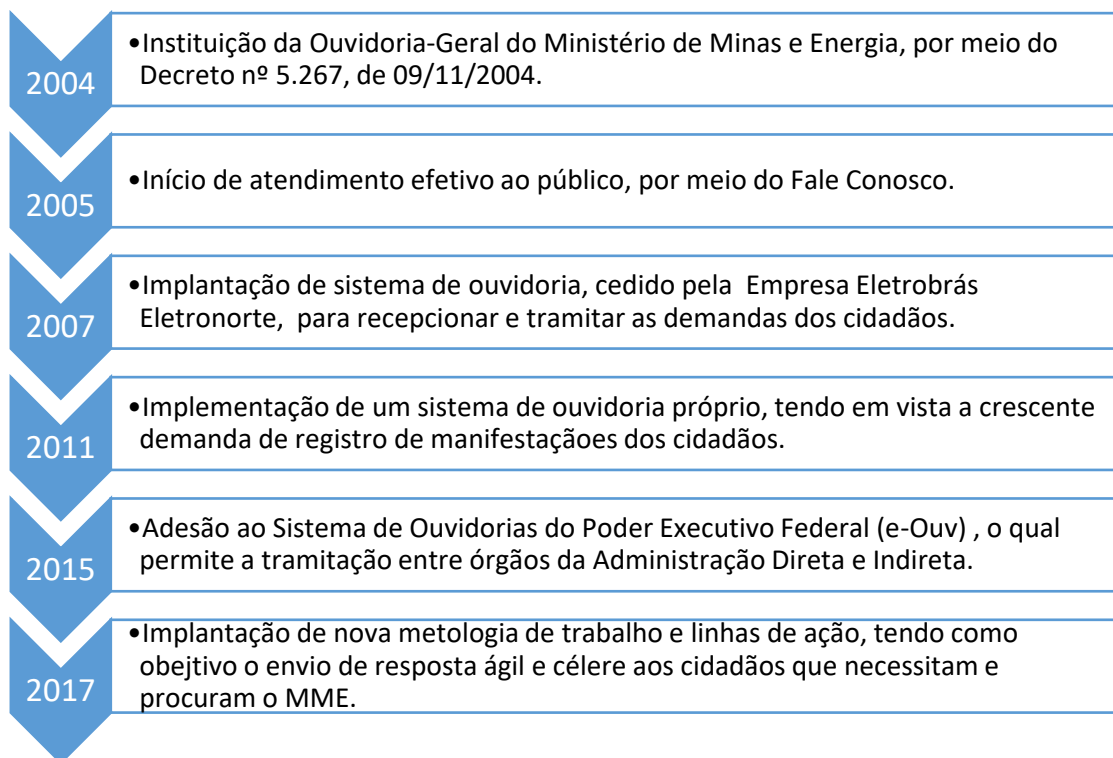 2004
•Instituição da Ouvidoria-Geral do Ministério de Minas e Energia, por meio do
Decreto nº 5.267, de 09/11/2004.
2005
•Início de atendimento efetivo ao público, por meio do Fale Conosco.
2007
•Implantação de sistema de ouvidoria, cedido pela Empresa Eletrobrás
Eletronorte, para recepcionar e tramitar as demandas dos cidadãos.
2011
•Implementação de um sistema de ouvidoria próprio, tendo em vista a crescente
demanda de registro de manifestaçãoes dos cidadãos.
2015
•Adesão ao Sistema de Ouvidorias do Poder Executivo Federal (e-Ouv) , o qual
permite a tramitação entre órgãos da Administração Direta e Indireta.
2017
•Implantação de nova metologia de trabalho e linhas de ação, tendo como
obejtivo o envio de resposta ágil e célere aos cidadãos que necessitam e
procuram o MME.